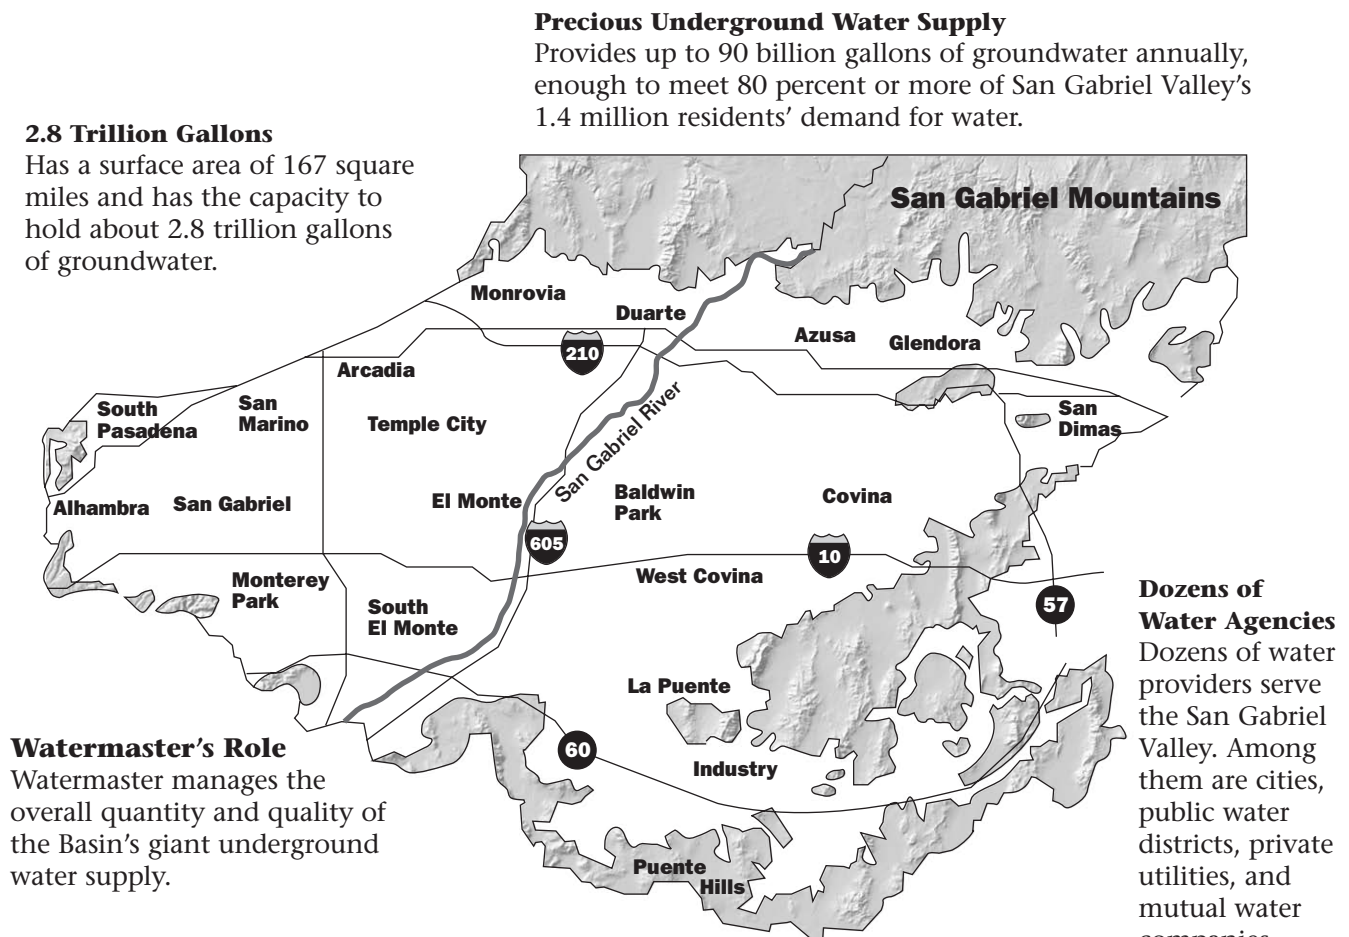 Precious Underground Water Supply
Provides up to 90 billion gallons of groundwater annually,
enough to meet 80 percent or more of San Gabriel Valley’s
1.4 million residents’ demand for water.
2.8 Trillion Gallons
Has a surface area of 167 square
miles and has the capacity to
hold about 2.8 trillion gallons
of groundwater.
San Gabriel Mountains
Monrovia
Duarte
Azusa
Glendora
210
Arcadia
South
Pasadena
San
Marino
Temple City
San Gabriel River
San
Dimas
Alhambra
San Gabriel
El Monte
Baldwin
Park
Covina
605
10
West Covina
Monterey
Park
South
El Monte
57
La Puente
60
Industry
Puente
Hills
Watermaster’s Role
Watermaster manages the
overall quantity and quality of
the Basin’s giant underground
water supply.
Dozens of
Water Agencies
Dozens of water
providers serve
the San Gabriel
Valley. Among
them are cities,
public water
districts, private
utilities, and
mutual water